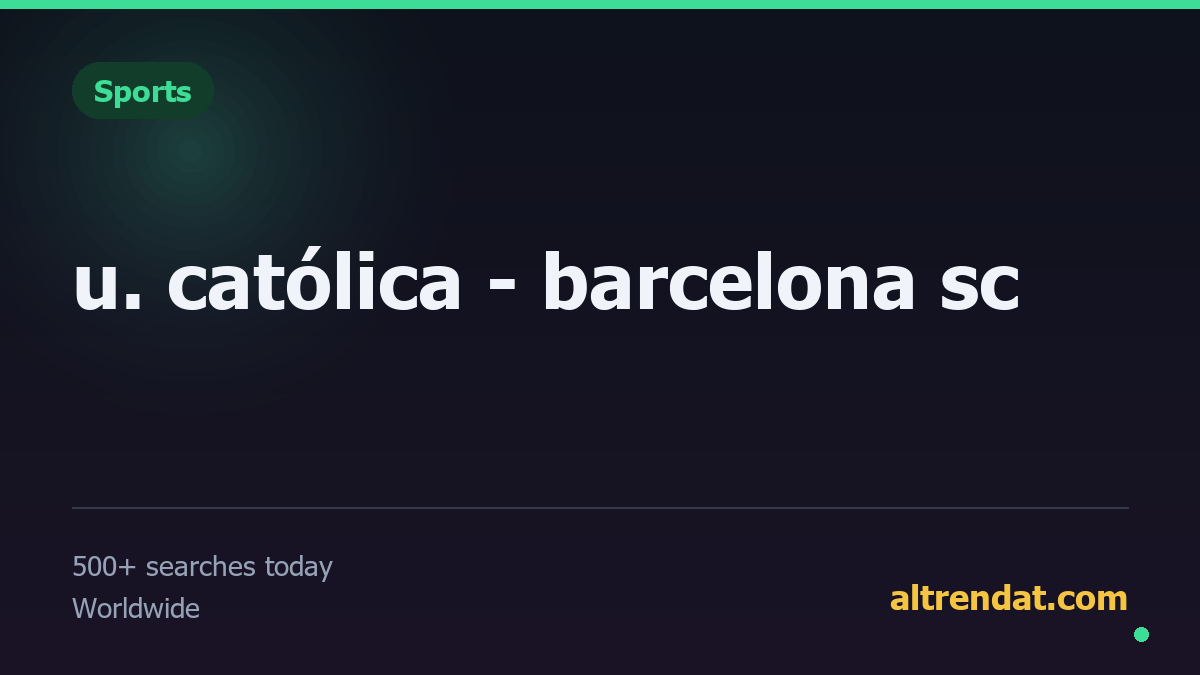 Sports
u. católica - barcelona sc
500+ searches today
Worldwide
altrendat.com